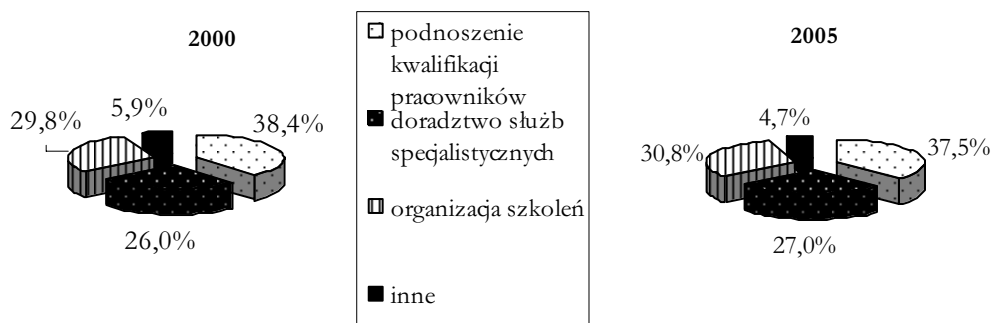 2000
5,9%
29,8%
38,4%
26,0%
podnoszenie
kwalifikacji
pracowników
doradztwo służb
specjalistycznych
organizacja szkoleń
inne
2005
4,7%
30,8%
37,5%
27,0%